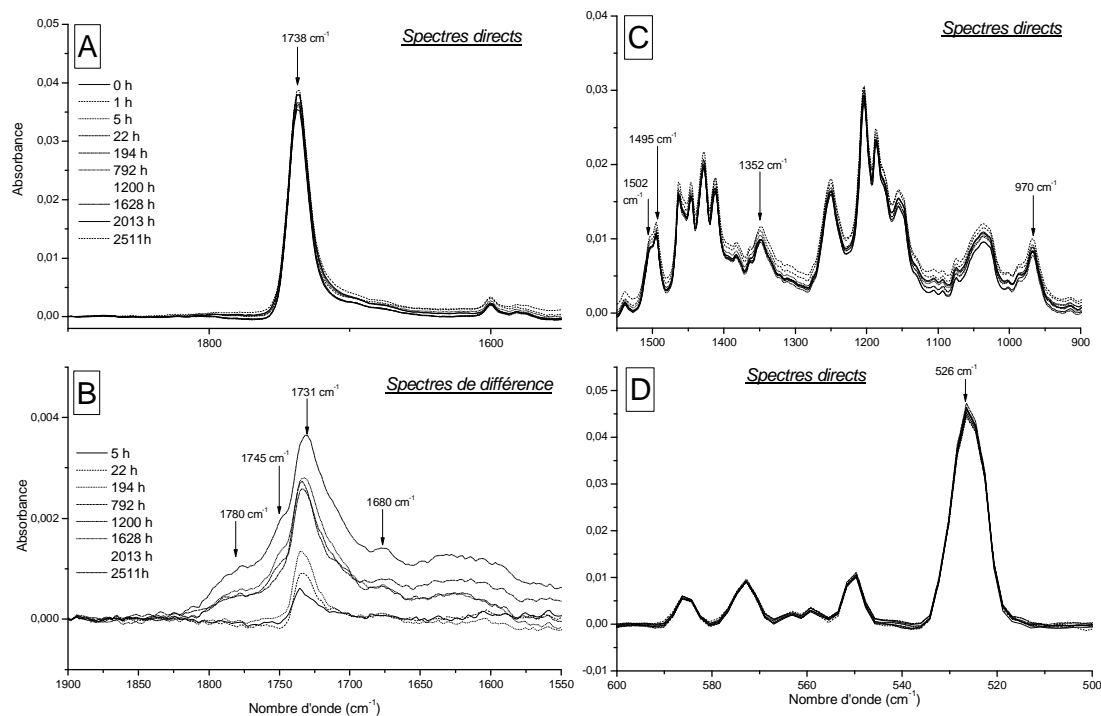 A
Spectres directs
1738 cm-1
0,05
0,04
0,03
0,02
0,01
0,00
Absorbance
0 h
1 h
5 h
22 h
194 h
792 h
1200 h
1628 h
2013 h
2511h
1800
1600
C
Spectres directs
0,04
0,03
0,02
0,01
0,00
1502 cm-1
1495 cm-1
1352 cm-1
970 cm-1
1500
1400
1300
1200
1100
1000
900
B
Spectres de différence
1731 cm-1
1745 cm-1
1780 cm-1
1680 cm-1
0,004
0,002
0,000
Absorbance
5 h
22 h
194 h
792 h
1200 h
1628 h
2013 h
2511h
1900
1850
1800
1750
1700
1650
1600
1550
Nombre d'onde (cm-1)
D
Spectres directs
526 cm-1
0,05
0,04
0,03
0,02
0,01
0,00
-0,01
600
580
560
540
520
500
Nombre d'onde (cm-1)